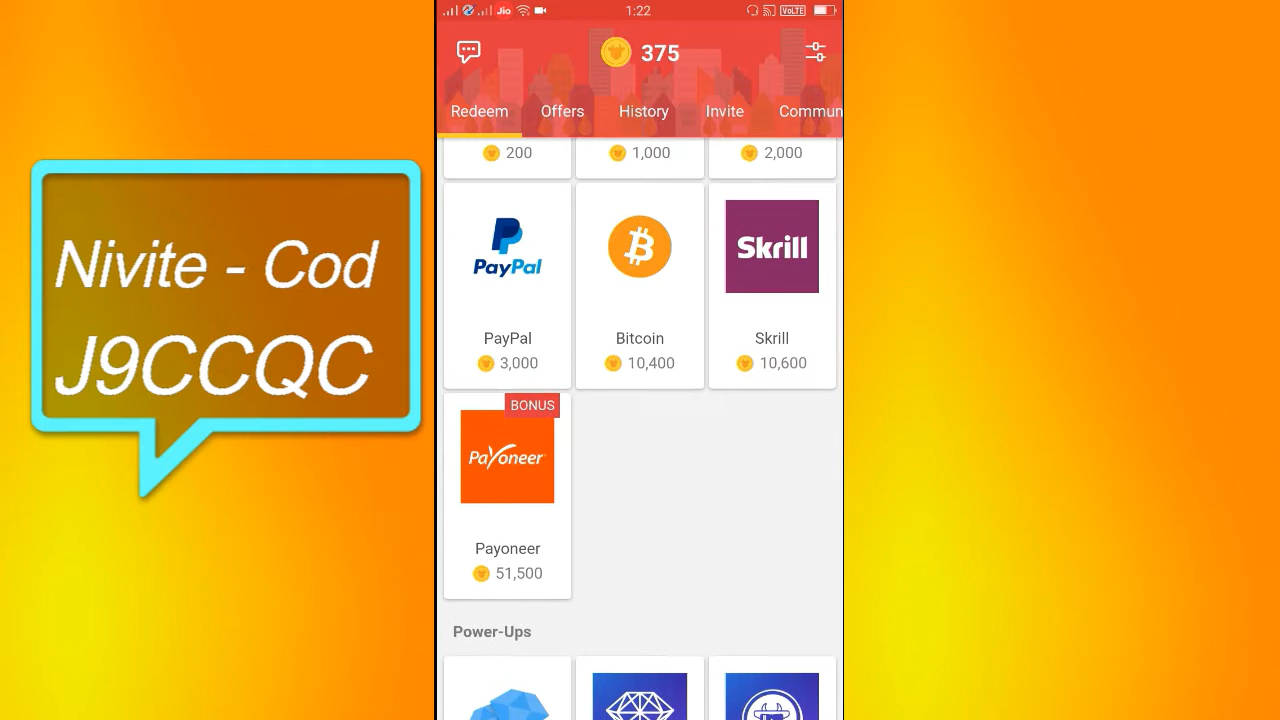 Nivite - Cod
J9CCQC
Jio
1:22
VoLTE
375
Redeem Offers History Invite Commun
200 1,000 2,000
PayPal
Skrill
PayPal Bitcoin Skrill
3,000 10,400 10,600
BONUS
Payoneer
Payoneer
51,500
Power-Ups